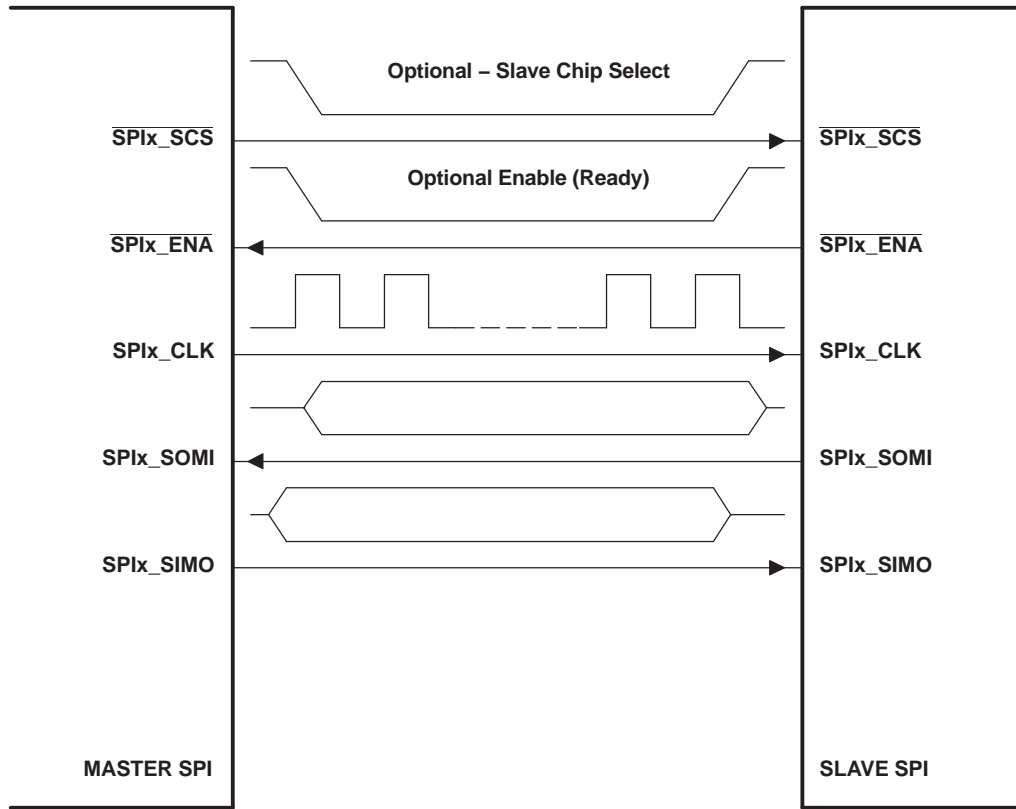 Optional – Slave Chip Select
SPIx_SCS SPIx_SCS
Optional Enable (Ready)
SPIx_ENA SPIx_ENA
SPIx_CLK SPIx_CLK
SPIx_SOMI SPIx_SOMI
SPIx_SIMO SPIx_SIMO
MASTER SPI SLAVE SPI